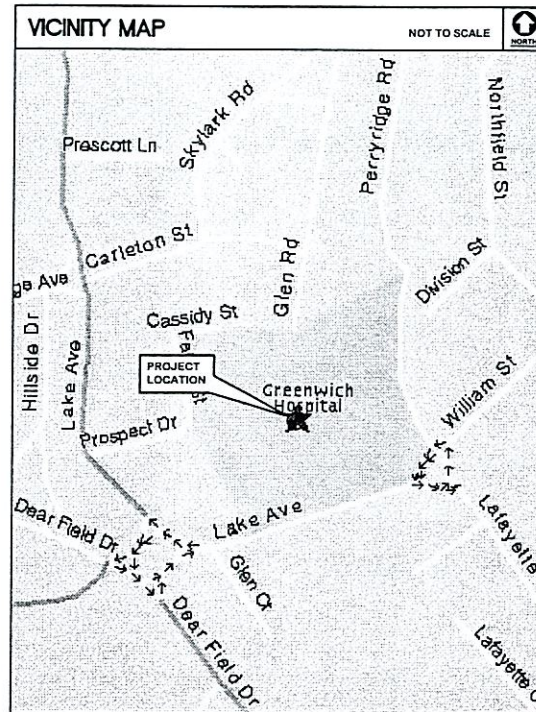 VICINITY MAP
NOT TO SCALE
NORTH
Prescott Ln
Skylark Rd
Perryridge Rd
Northfield St
Carleton St
ge Ave
Glen Rd
Division St
Cassidy St
Hillside Dr
Lake Ave
PROJECT
LOCATION
Greenwich
Hospital
William St
Prospect Dr
Lake Ave
Dear Field Dr
Glen Ct
Lafayette
Dear Field Dr
Lafayette C